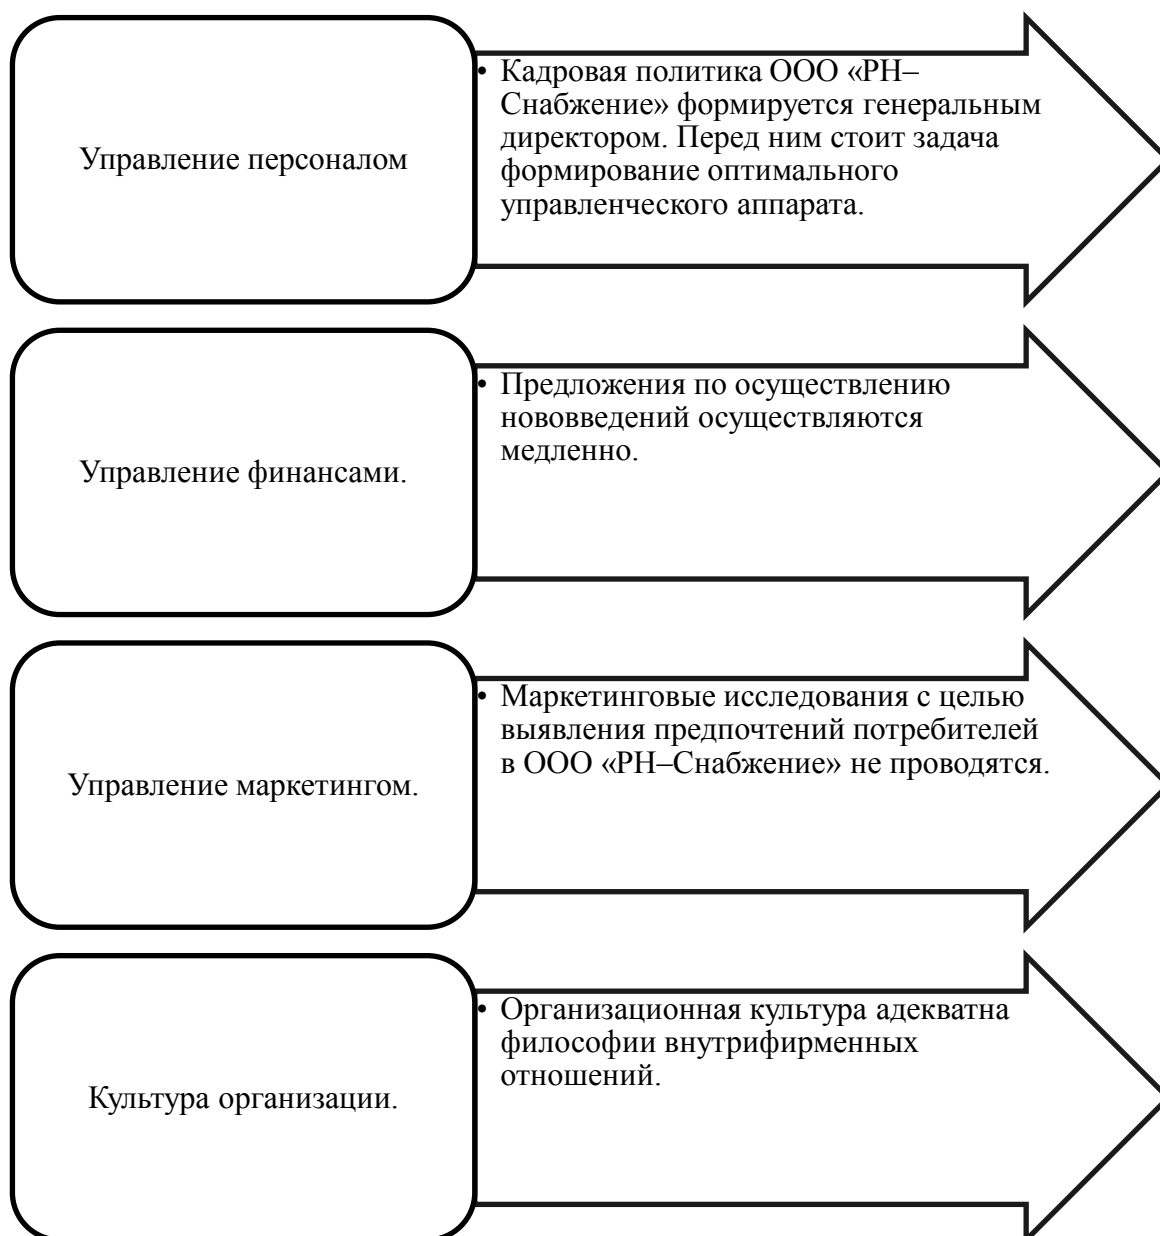 Управление персоналом
• Кадровая политика ООО «РН–
Снабжение» формируется генеральным
директором. Перед ним стоит задача
формирование оптимального
управленческого аппарата.
Управление финансами.
• Предложения по осуществлению
нововведений осуществляются
медленно.
Управление маркетингом.
• Маркетинговые исследования с целью
выявления предпочтений потребителей
в ООО «РН–Снабжение» не проводятся.
Культура организации.
• Организационная культура адекватна
философии внутрифирменных
отношений.